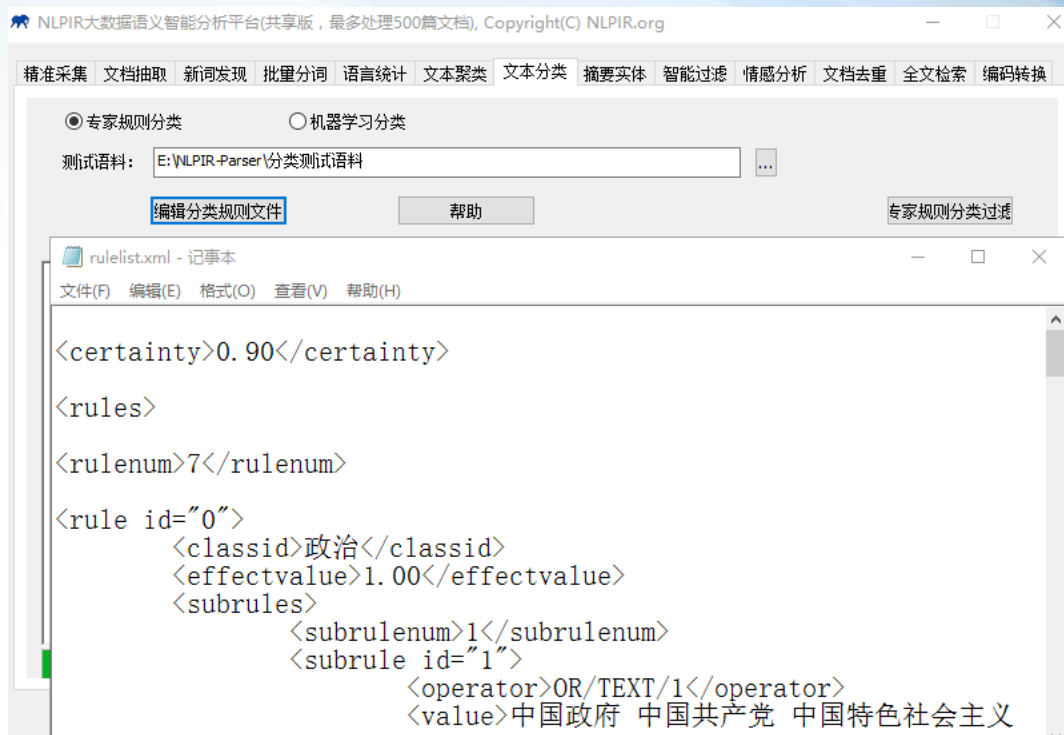 NLPIR大数据语义智能分析平台(共享版，最多处理500篇文档), Copyright(C) NLPIR.org
精准采集 文档抽取 新词发现 批量分词 语言统计 文本聚类 文本分类 摘要实体 智能过滤 情感分析 文档去重 全文检索 编码转换
专家规则分类 机器学习分类
测试语料： E:\NLPIR-Parser\分类测试语料 ...
编辑分类规则文件 帮助 专家规则分类过滤
rulelist.xml - 记事本
文件(F) 编辑(E) 格式(O) 查看(V) 帮助(H)
<certainty>0.90</certainty>
<rules>
<rulenum>7</rulenum>
<rule id="0">
<classid>政治</classid>
<effectvalue>1.00</effectvalue>
<subrules>
<subrulenum>1</subrulenum>
<subrule id="1">
<operator>OR/TEXT/1</operator>
<value>中国政府 中国共产党 中国特色社会主义